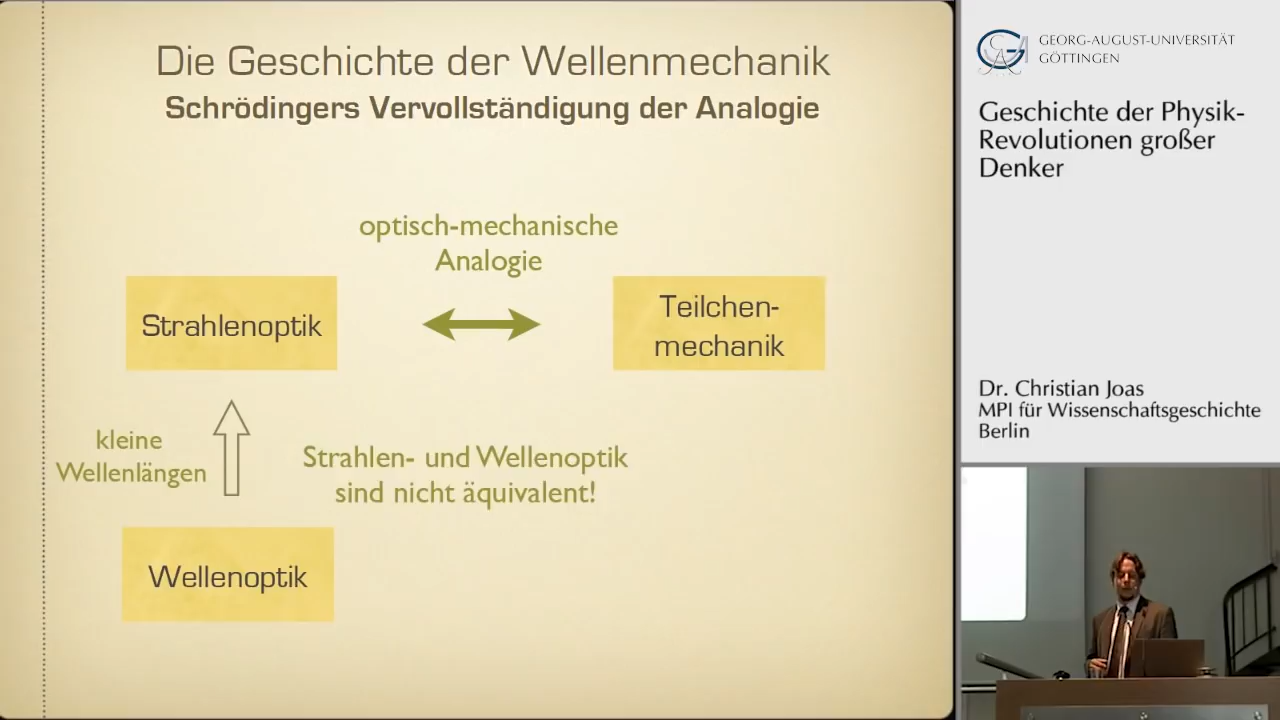 Die Geschichte der Wellenmechanik
Schrödingers Vervollständigung der Analogie
optisch-mechanische
Analogie
Strahlenoptik
Teilchen-
mechanik
kleine
Wellenlängen
Strahlen- und Wellenoptik
sind nicht äquivalent!
Wellenoptik
GEORG-AUGUST-UNIVERSITÄT
GÖTTINGEN
Geschichte der Physik-
Revolutionen großer
Denker
Dr. Christian Joas
MPI für Wissenschaftsgeschichte
Berlin